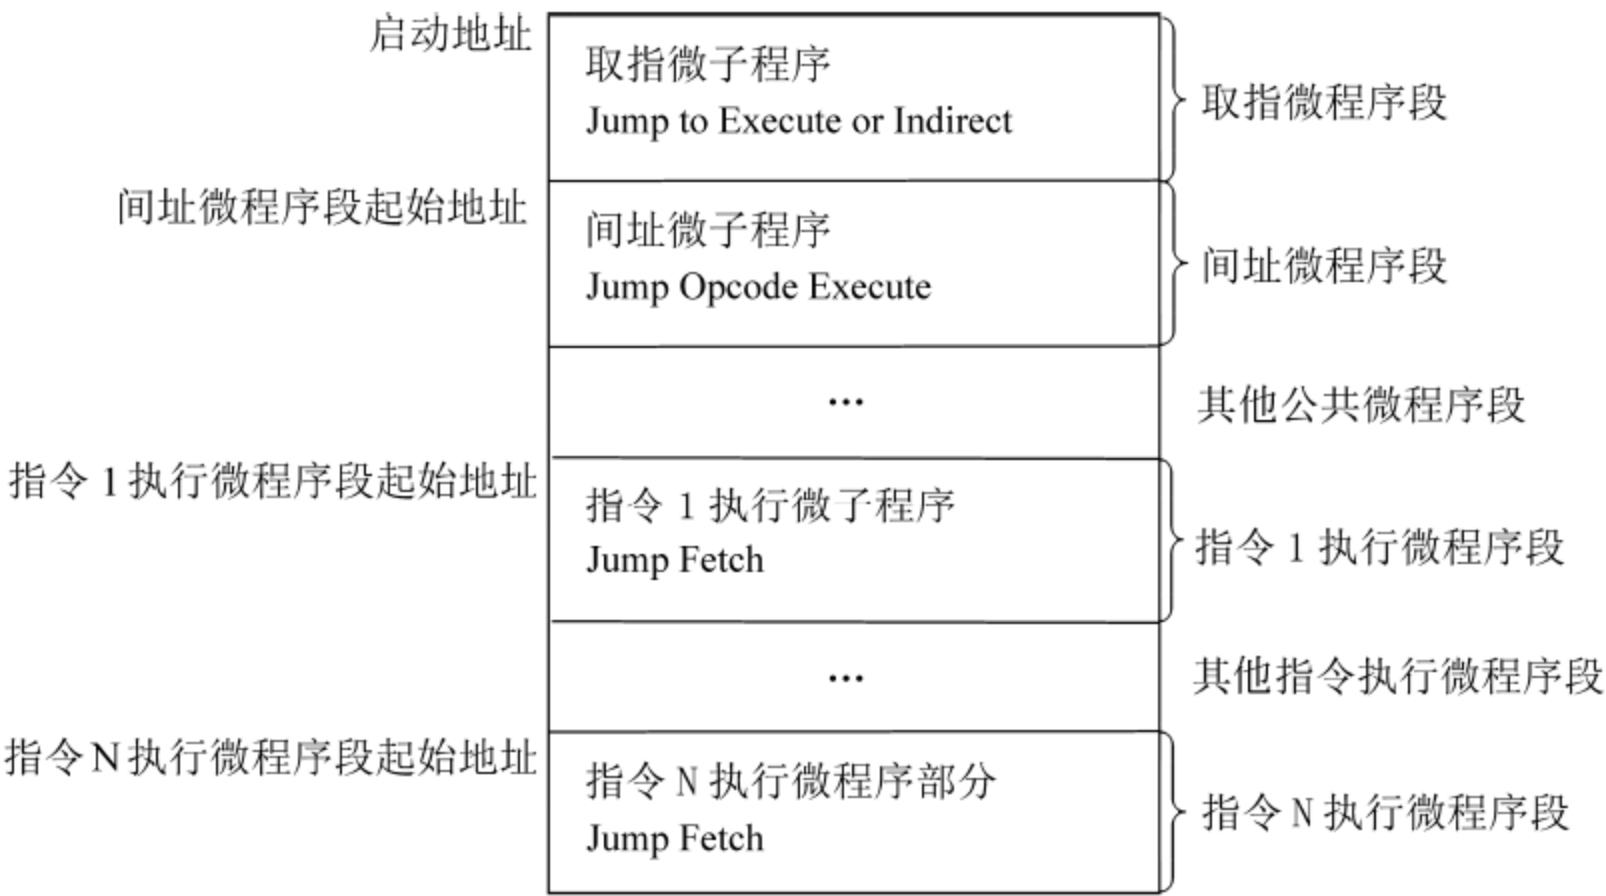 启动地址
取指微子程序
Jump to Execute or Indirect
取指微程序段
间址微程序段起始地址
间址微子程序
Jump Opcode Execute
间址微程序段
...
其他公共微程序段
指令 1 执行微程序段起始地址
指令 1 执行微子程序
Jump Fetch
指令 1 执行微程序段
...
其他指令执行微程序段
指令 N 执行微程序段起始地址
指令 N 执行微程序部分
Jump Fetch
指令 N 执行微程序段